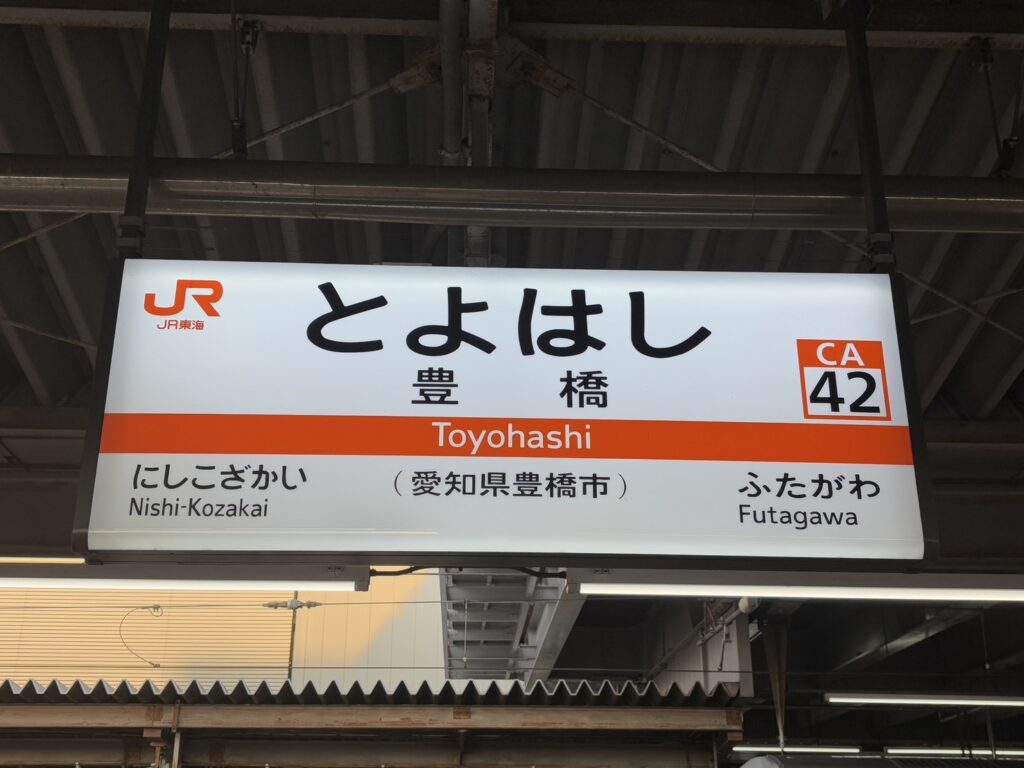 JR
JR東海
とよはし
豊橋
CA
42
Toyohashi
にしこざかい
Nishi-Kozakai
（愛知県豊橋市）
ふたがわ
Futagawa